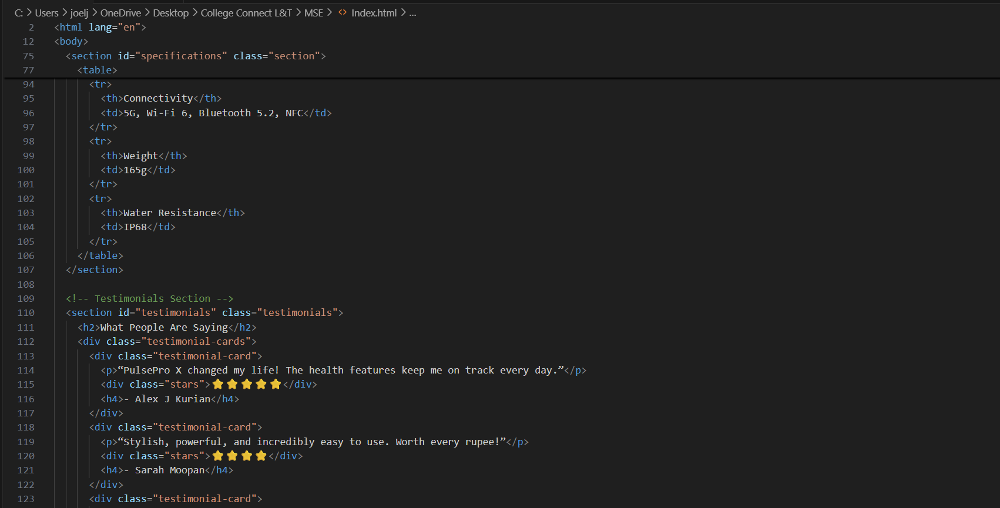 C: > Users > joelj > OneDrive > Desktop > College Connect L&T > MSE > <> Index.html > ...
2 <html lang="en">
12 <body>
75 <section id="specifications" class="section">
77 <table>
94 <tr>
95 <th>Connectivity</th>
96 <td>5G, Wi-Fi 6, Bluetooth 5.2, NFC</td>
97 </tr>
98 <tr>
99 <th>Weight</th>
100 <td>165g</td>
101 </tr>
102 <tr>
103 <th>Water Resistance</th>
104 <td>IP68</td>
105 </tr>
106 </table>
107 </section>
108
109 <!-- Testimonials Section -->
110 <section id="testimonials" class="testimonials">
111 <h2>What People Are Saying</h2>
112 <div class="testimonial-cards">
113 <div class="testimonial-card">
114 <p>“PulsePro X changed my life! The health features keep me on track every day.”</p>
115 <div class="stars">⭐⭐⭐⭐⭐</div>
116 <h4>- Alex J Kurian</h4>
117 </div>
118 <div class="testimonial-card">
119 <p>“Stylish, powerful, and incredibly easy to use. Worth every rupee!”</p>
120 <div class="stars">⭐⭐⭐⭐</div>
121 <h4>- Sarah Moopan</h4>
122 </div>
123 <div class="testimonial-card">